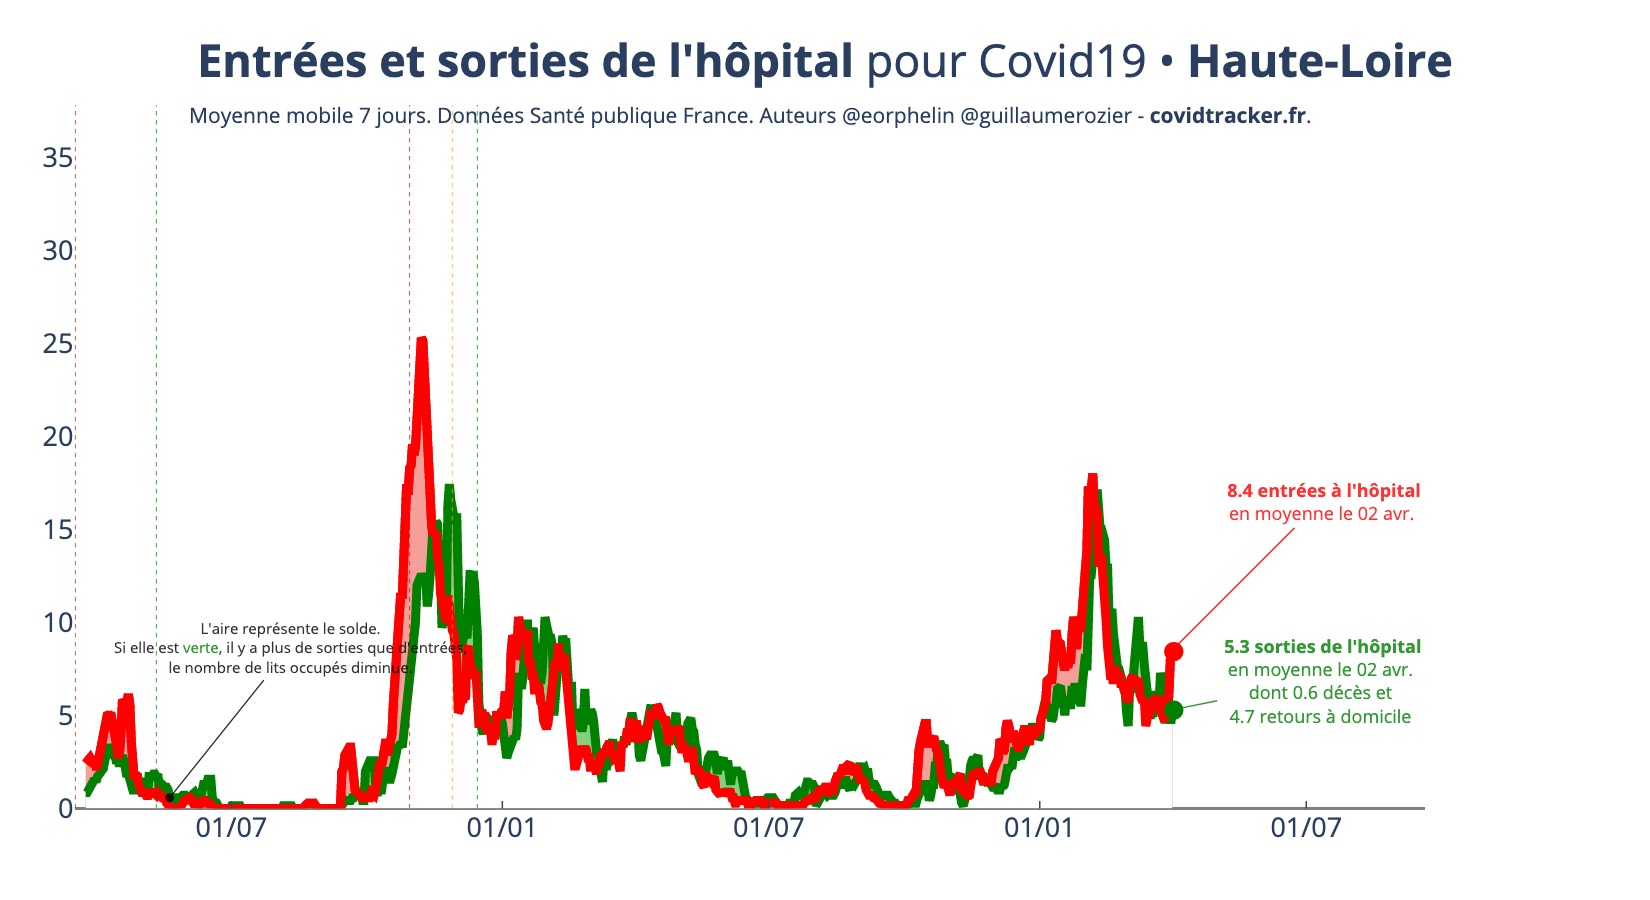 Entrées et sorties de l'hôpital pour Covid19 • Haute-Loire
Moyenne mobile 7 jours. Données Santé publique France. Auteurs @eorphelin @guillaumerozier - covidtracker.fr.
35
30
25
20
15
10
5
0
L'aire représente le solde.
Si elle est verte, il y a plus de sorties que d'entrées,
le nombre de lits occupés diminue.
8.4 entrées à l'hôpital
en moyenne le 02 avr.
5.3 sorties de l'hôpital
en moyenne le 02 avr.
dont 0.6 décès et
4.7 retours à domicile
01/07
01/01
01/07
01/01
01/07